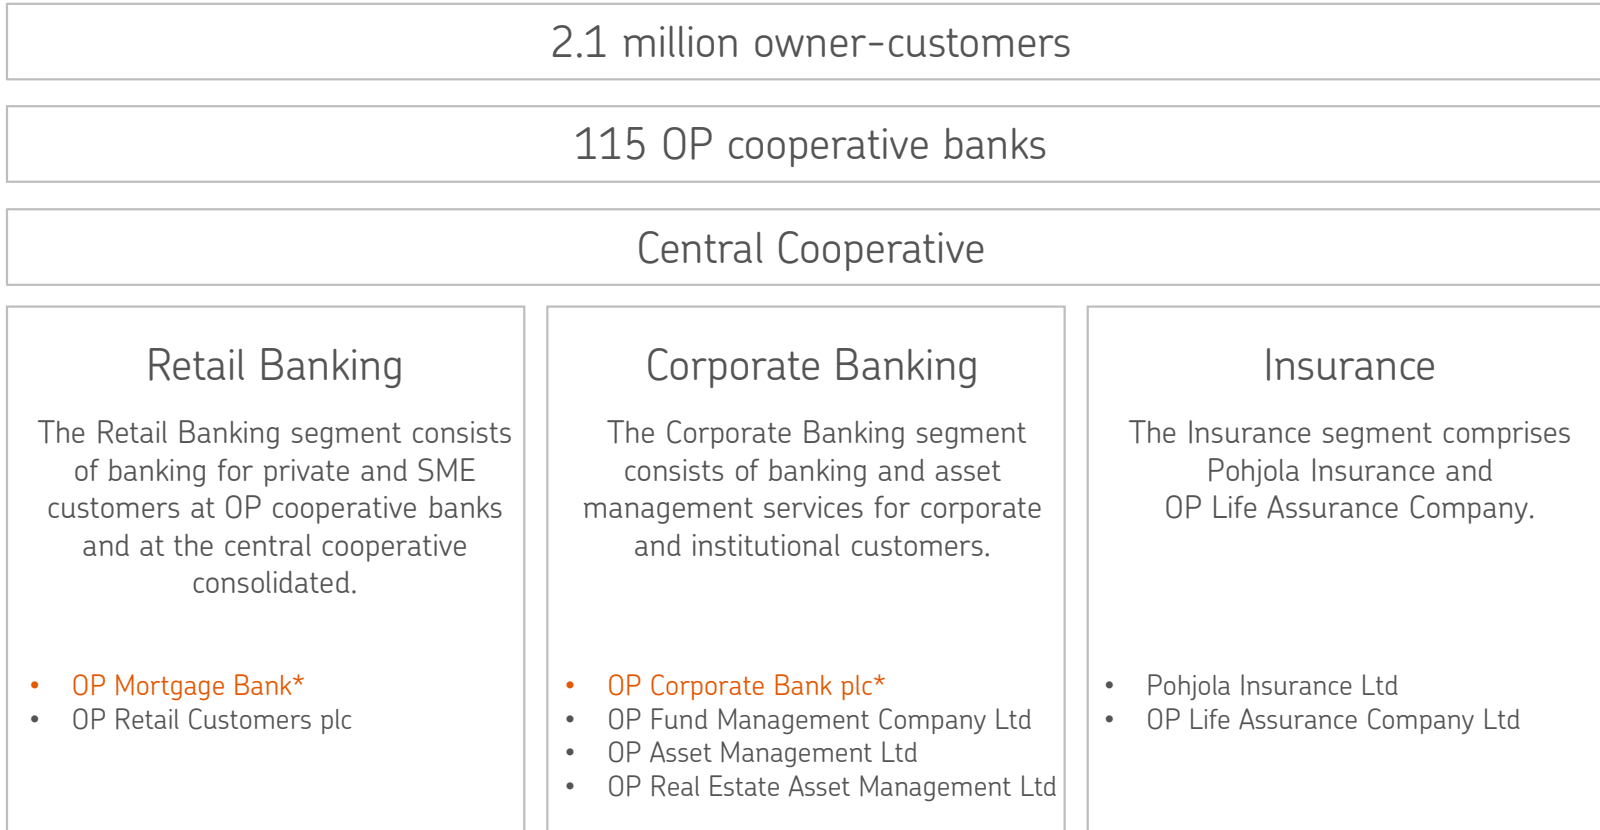 2.1 million owner-customers
115 OP cooperative banks
Central Cooperative
Retail Banking
The Retail Banking segment consists
of banking for private and SME
customers at OP cooperative banks
and at the central cooperative
consolidated.
• OP Mortgage Bank*
• OP Retail Customers plc
Corporate Banking
The Corporate Banking segment
consists of banking and asset
management services for corporate
and institutional customers.
• OP Corporate Bank plc*
• OP Fund Management Company Ltd
• OP Asset Management Ltd
• OP Real Estate Asset Management Ltd
Insurance
The Insurance segment comprises
Pohjola Insurance and
OP Life Assurance Company.
• Pohjola Insurance Ltd
• OP Life Assurance Company Ltd